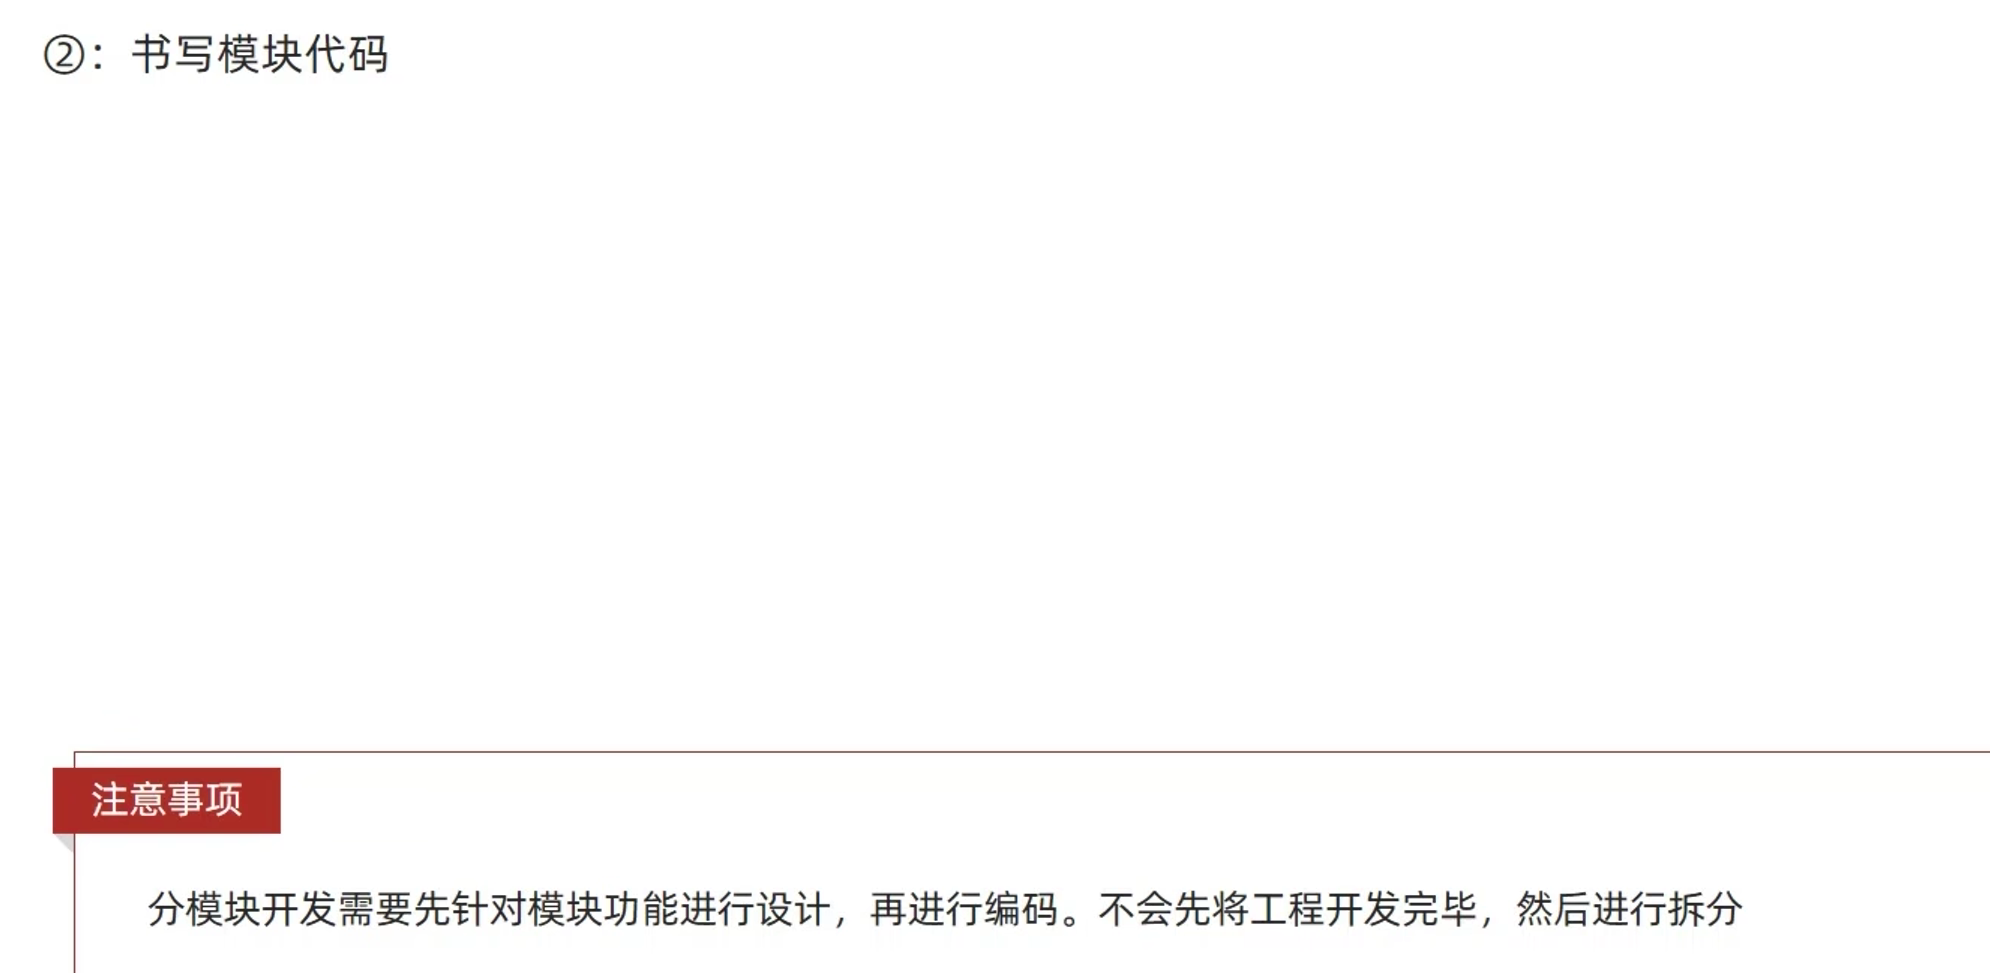 ②：书写模块代码
注意事项
分模块开发需要先针对模块功能进行设计，再进行编码。不会先将工程开发完毕，然后进行拆分